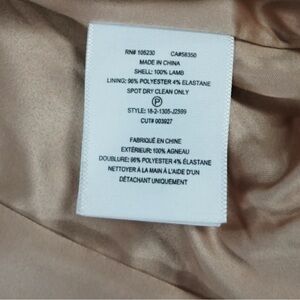 RN# 105230 CA#58350
MADE IN CHINA
SHELL: 100% LAMB
LINING: 96% POLYESTER 4% ELASTANE
SPOT DRY CLEAN ONLY
P
STYLE: 18-2-1305-J2599
CUT# 003927
FABRIQUÉ EN CHINE
EXTÉRIEUR: 100% AGNEAU
DOUBLURE: 96% POLYESTER 4% ÉLASTANE
NETTOYER À LA MAIN À L'AIDE D'UN
DÉTACHANT UNIQUEMENT